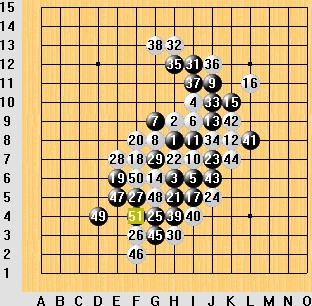 15
14
13 38 32
12 35 31 36
11 37 9 16
10 4 33 15
9 7 2 6 13 42
8 20 8 1 11 34 12 41
7 28 18 29 22 10 23 44
6 19 50 14 3 5 43
5 47 27 48 21 17 24
4 49 51 25 39 40
3 26 45 30
2 46
1
A B C D E F G H I J K L M N O